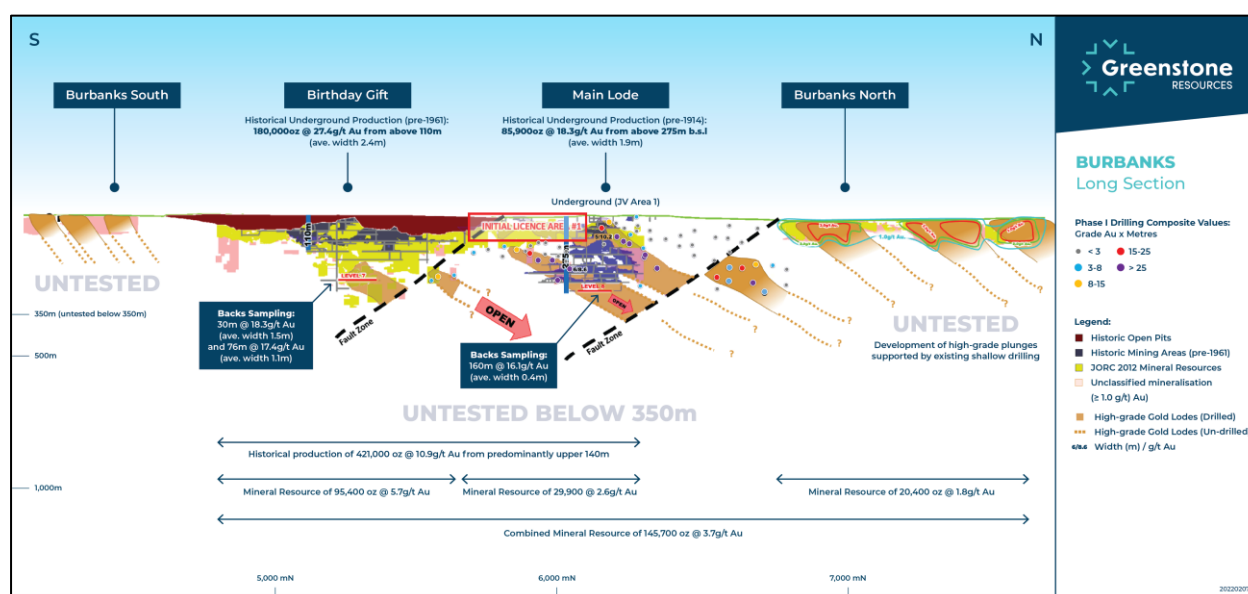 S
N
Burbanks South
Birthday Gift
Main Lode
Burbanks North
Historical Underground Production (pre-1961):
180,000oz @ 27.4g/t Au from above 110m
(ave. width 2.4m)
Historical Underground Production (pre-1914):
85,900oz @ 18.3g/t Au from above 275m b.s.l
(ave. width 1.9m)
Underground (JV Area 1)
INITIAL LICENCE AREA #1
110m
LEVEL 7
UNTESTED
350m (untested below 350m)
500m
1,000m
Backs Sampling:
30m @ 18.3g/t Au
(ave. width 1.5m)
and 76m @ 17.4g/t Au
(ave. width 1.1m)
Fault Zone
?
OPEN
Backs Sampling:
160m @ 16.1g/t Au
(ave. width 0.4m)
OPEN
Fault Zone
?
?
?
?
?
?
UNTESTED
Development of high-grade plunges
supported by existing shallow drilling
UNTESTED BELOW 350m
Historical production of 421,000 oz @ 10.9g/t Au from predominantly upper 140m
Mineral Resource of 95,400 oz @ 5.7g/t Au
Mineral Resource of 29,900 @ 2.6g/t Au
Mineral Resource of 20,400 oz @ 1.8g/t Au
Combined Mineral Resource of 145,700 oz @ 3.7g/t Au
5,000 mN
6,000 mN
7,000 mN
Greenstone
RESOURCES
BURBANKS
Long Section
Phase I Drilling Composite Values:
Grade Au x Metres
< 3
15-25
3-8
> 25
8-15
Legend:
Historic Open Pits
Historic Mining Areas (pre-1961)
JORC 2012 Mineral Resources
Unclassified mineralisation
(≥ 1.0 g/t) Au)
High-grade Gold Lodes (Drilled)
High-grade Gold Lodes (Un-drilled
6/8.6 Width (m) / g/t Au